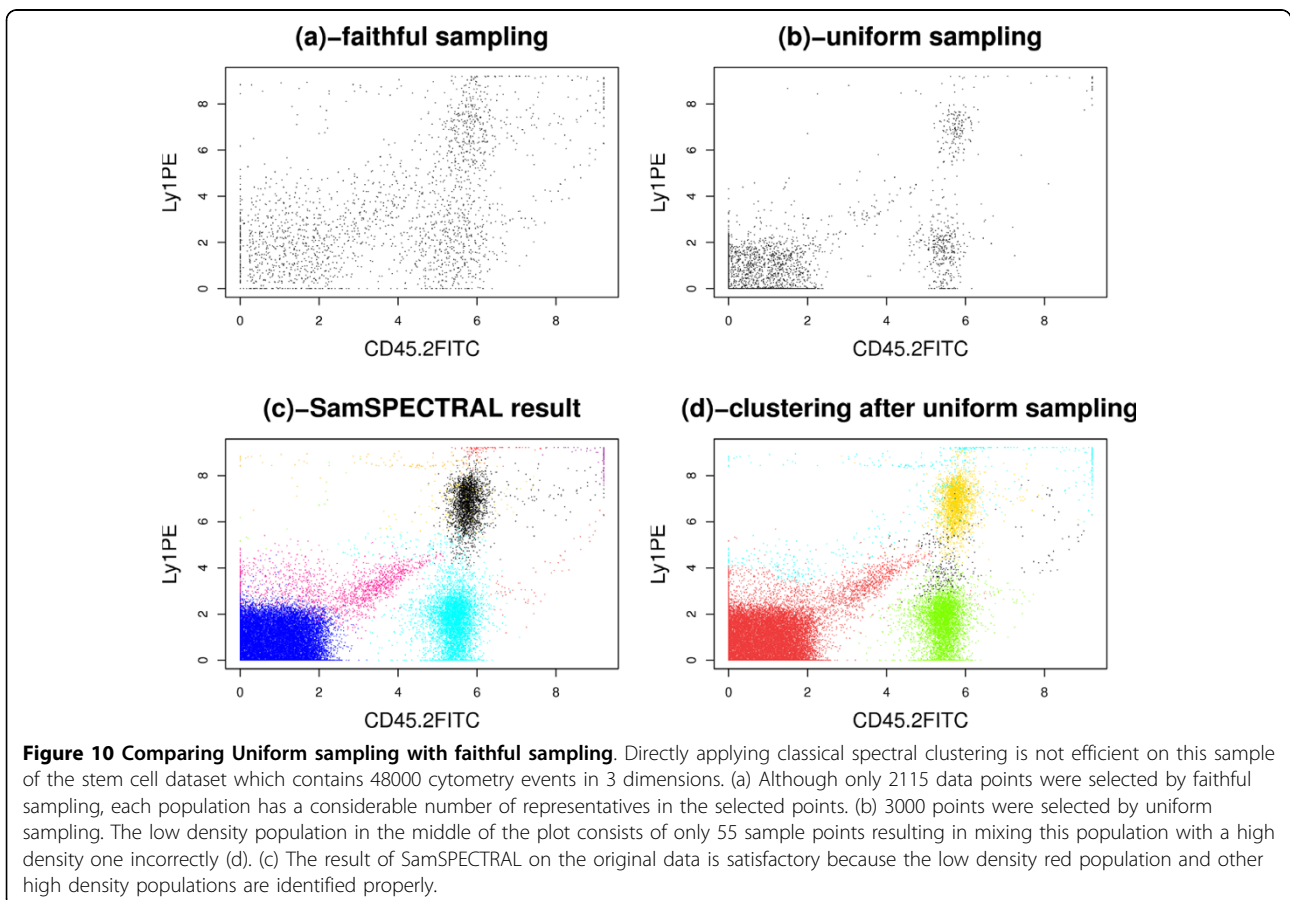 (a)-faithful sampling
(b)-uniform sampling
Ly1PE
8
6
4
2
0
0 2 4 6 8
CD45.2FITC
Ly1PE
8
6
4
2
0
0 2 4 6 8
CD45.2FITC
(c)-SamSPECTRAL result
(d)-clustering after uniform sampling
Ly1PE
8
6
4
2
0
0 2 4 6 8
CD45.2FITC
Ly1PE
8
6
4
2
0
0 2 4 6 8
CD45.2FITC
Figure 10 Comparing Uniform sampling with faithful sampling. Directly applying classical spectral clustering is not efficient on this sample
of the stem cell dataset which contains 48000 cytometry events in 3 dimensions. (a) Although only 2115 data points were selected by faithful
sampling, each population has a considerable number of representatives in the selected points. (b) 3000 points were selected by uniform
sampling. The low density population in the middle of the plot consists of only 55 sample points resulting in mixing this population with a high
density one incorrectly (d). (c) The result of SamSPECTRAL on the original data is satisfactory because the low density red population and other
high density populations are identified properly.